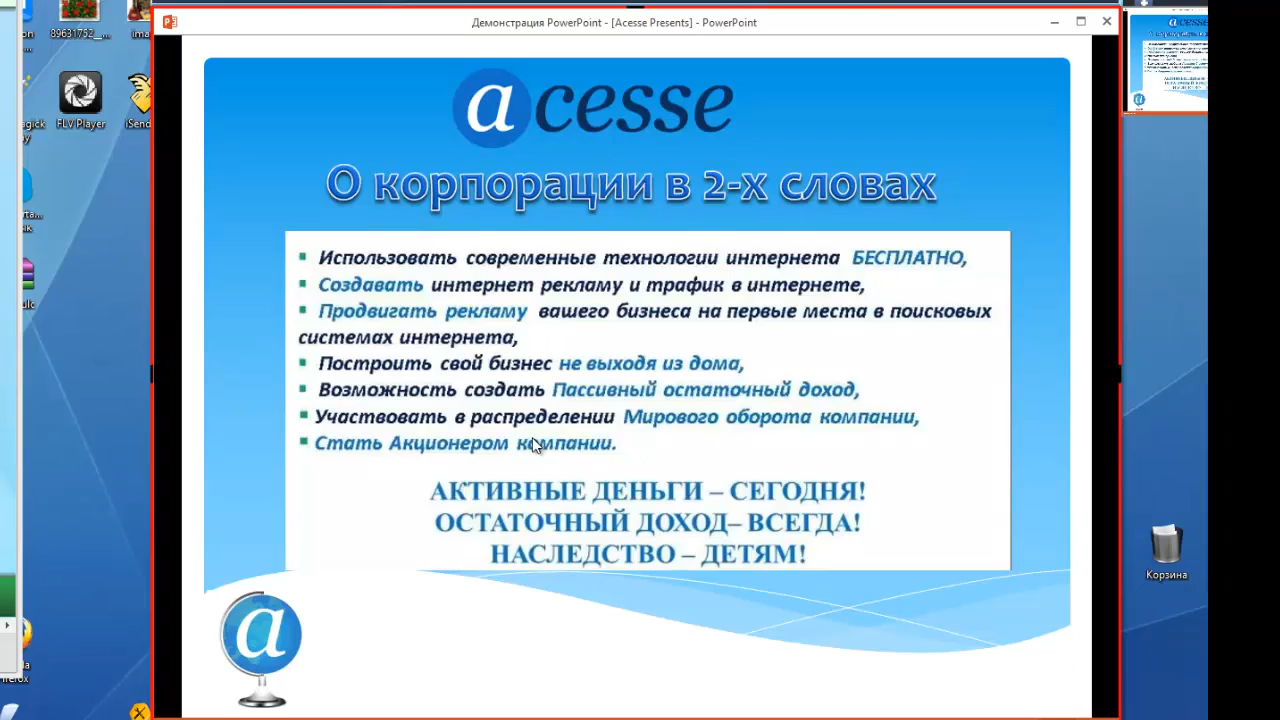 Демонстрация PowerPoint - [Acesse Presents] - PowerPoint
89631752_...
ima
FLV Player
iSend
acesse
О корпорации в 2-х словах
Использовать современные технологии интернета БЕСПЛАТНО,
Создавать интернет рекламу и трафик в интернете,
Продвигать рекламу вашего бизнеса на первые места в поисковых
системах интернета,
Построить свой бизнес не выходя из дома,
Возможность создать Пассивный остаточный доход,
Участвовать в распределении Мирового оборота компании,
Стать Акционером компании.
АКТИВНЫЕ ДЕНЬГИ – СЕГОДНЯ!
ОСТАТОЧНЫЙ ДОХОД– ВСЕГДА!
НАСЛЕДСТВО – ДЕТЯМ!
a
Корзина